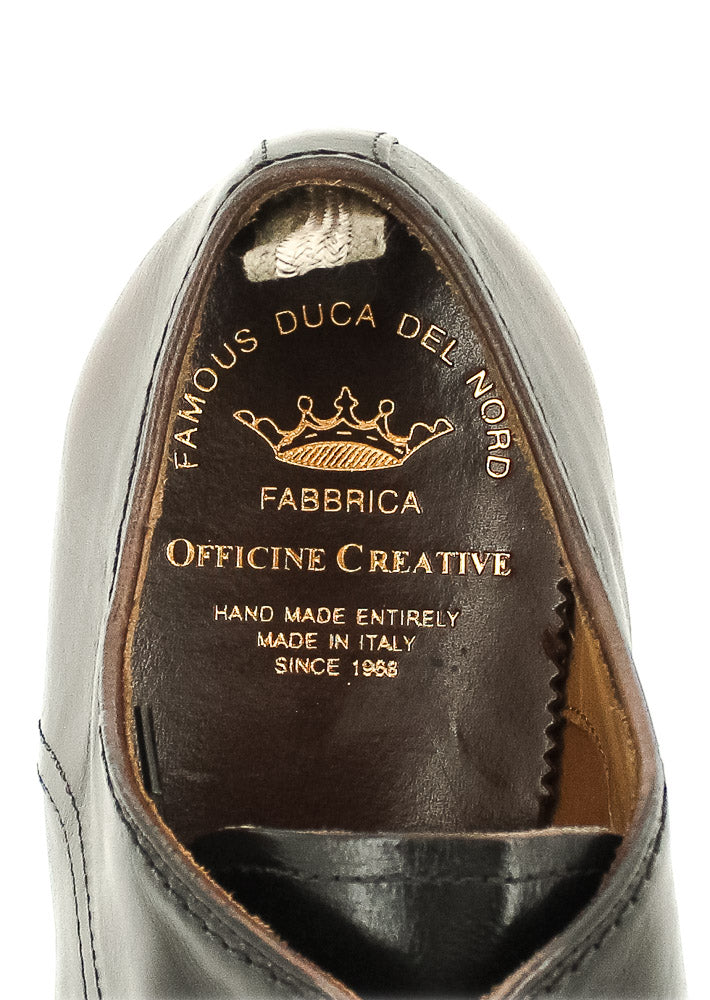 FAMOUS DUCA DEL NORD
FABBRICA
OFFICINE CREATIVE
HAND MADE ENTIRELY
MADE IN ITALY
SINCE 1968